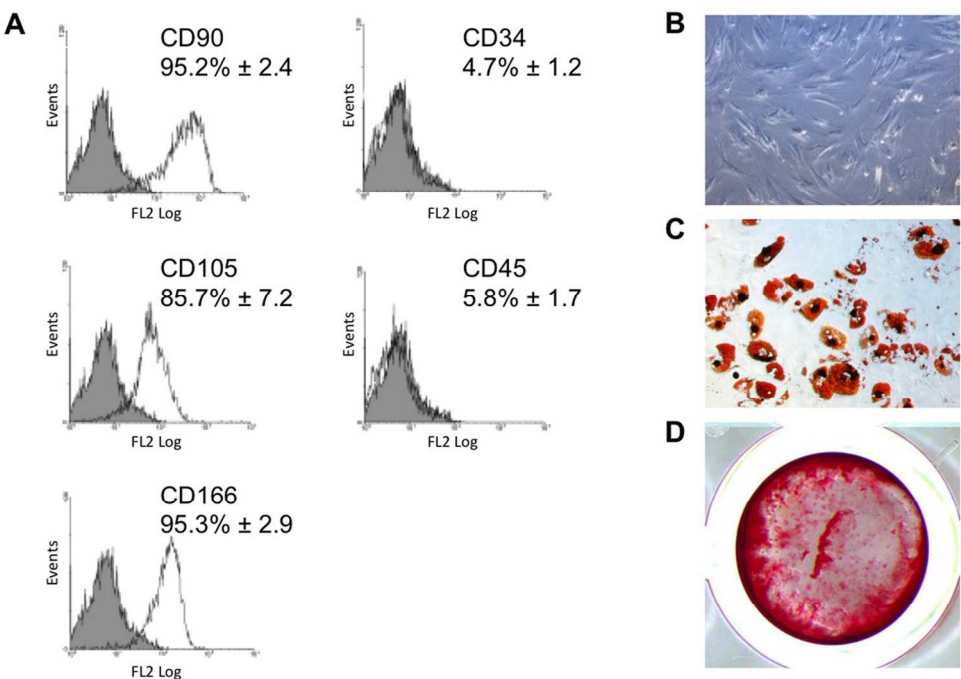 A
CD90
95.2% ± 2.4
Events
FL2 Log
CD34
4.7% ± 1.2
Events
FL2 Log
CD105
85.7% ± 7.2
Events
FL2 Log
CD45
5.8% ± 1.7
Events
FL2 Log
CD166
95.3% ± 2.9
Events
FL2 Log
B
C
D